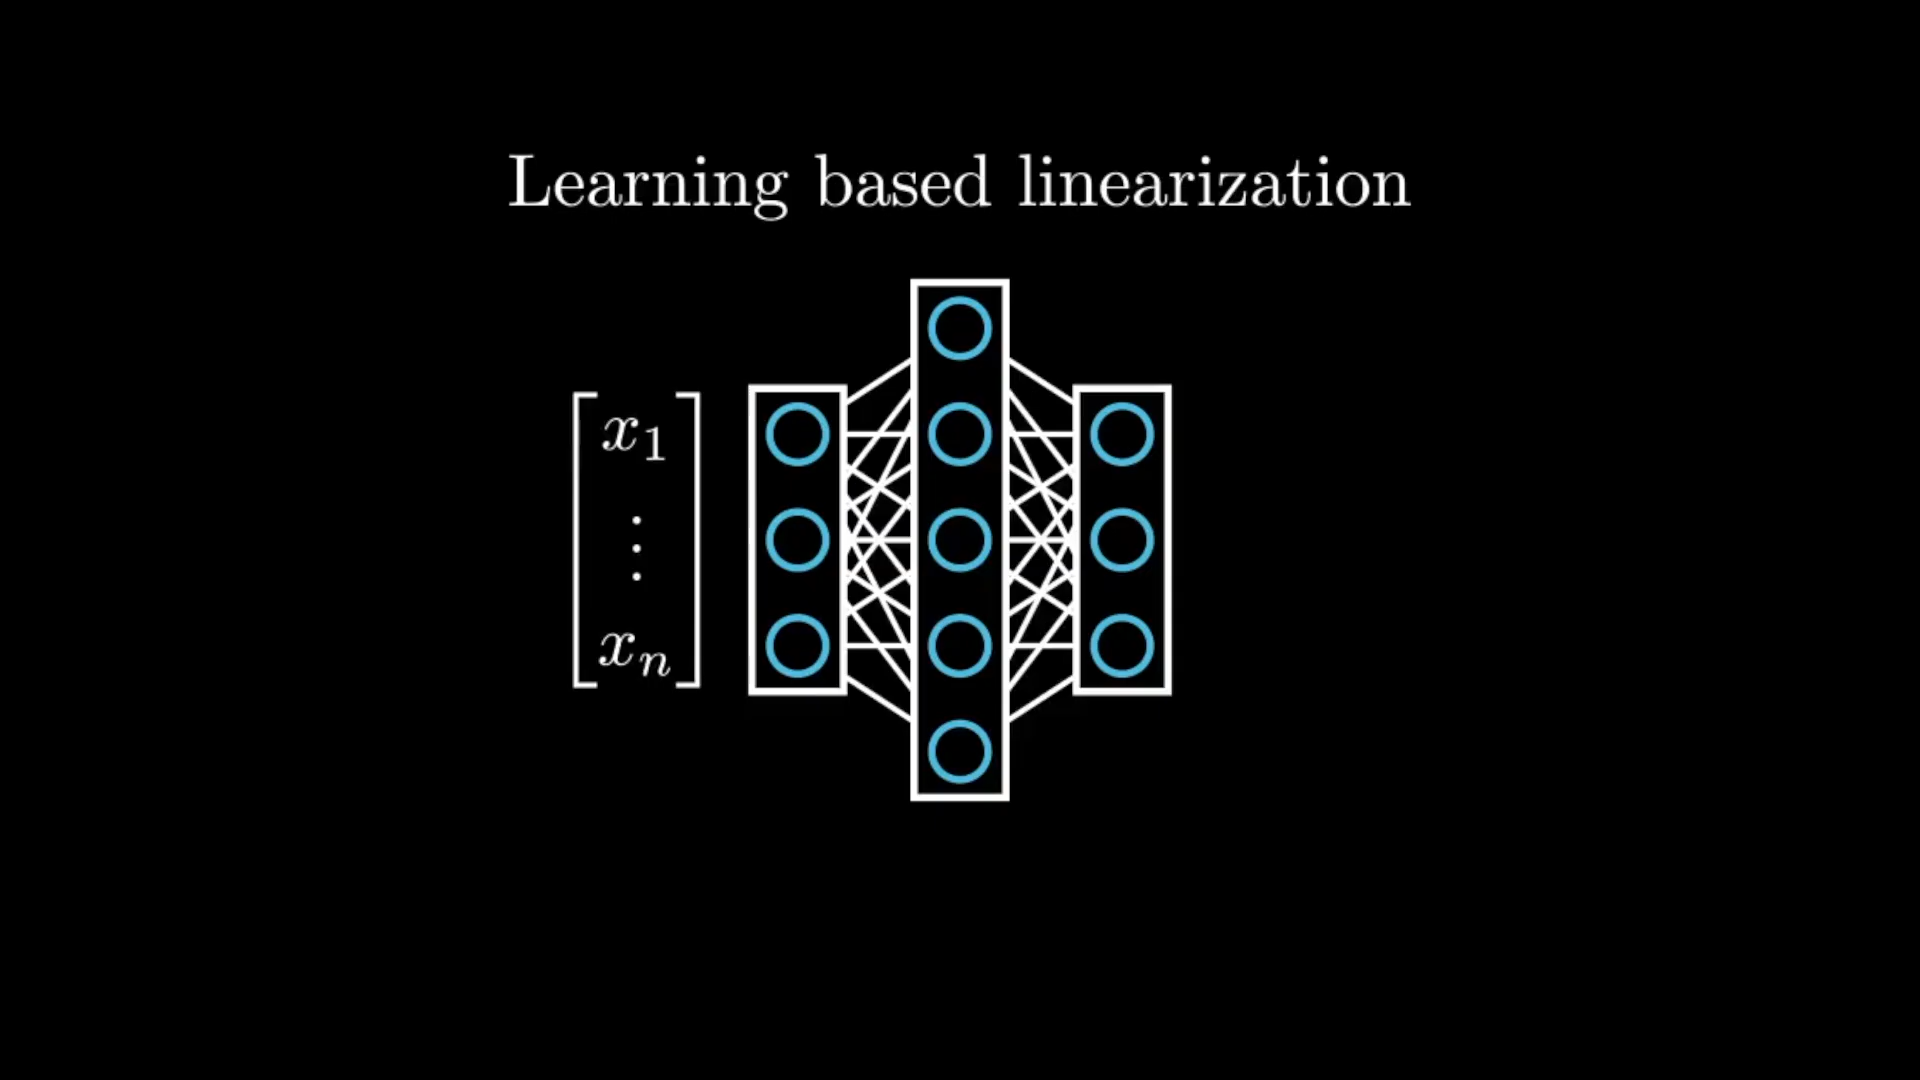 Learning based linearization
x₁
⋮
xₙ